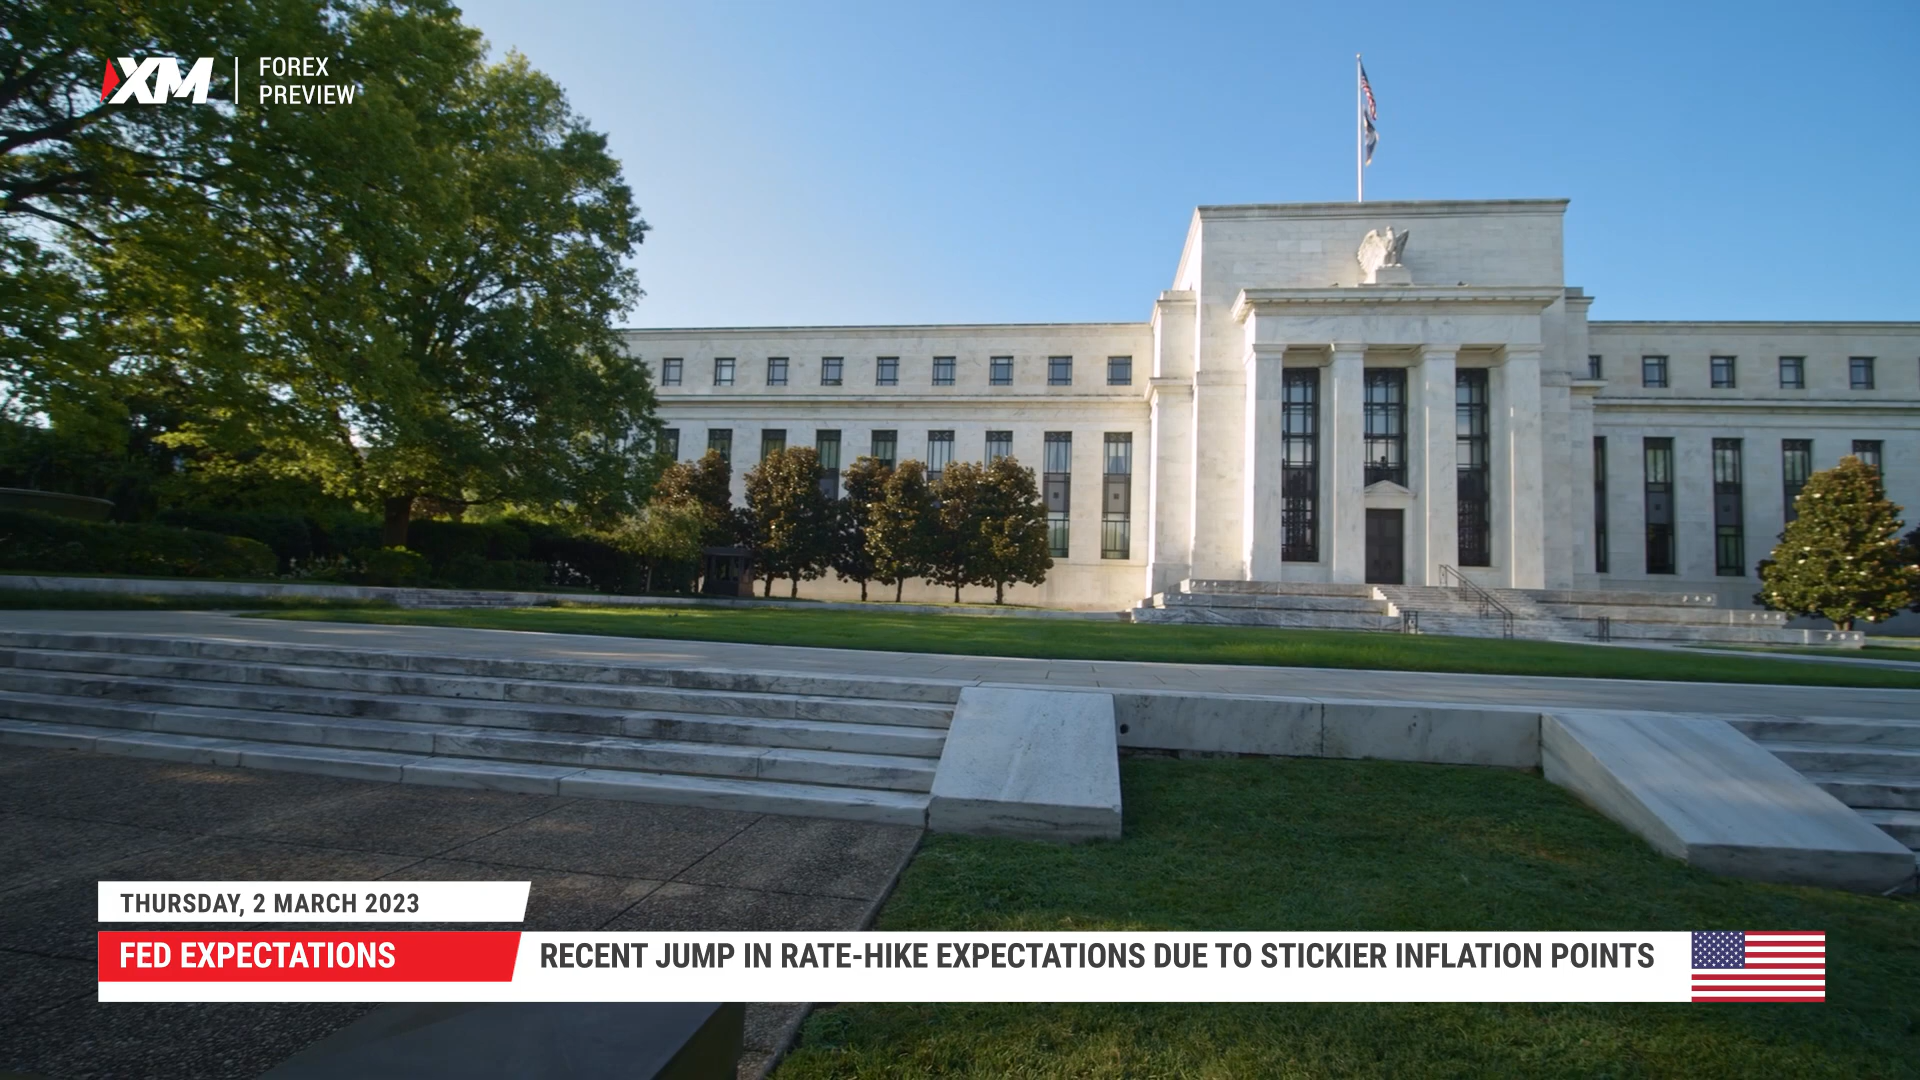 XM
FOREX
PREVIEW
THURSDAY, 2 MARCH 2023
FED EXPECTATIONS
RECENT JUMP IN RATE-HIKE EXPECTATIONS DUE TO STICKIER INFLATION POINTS